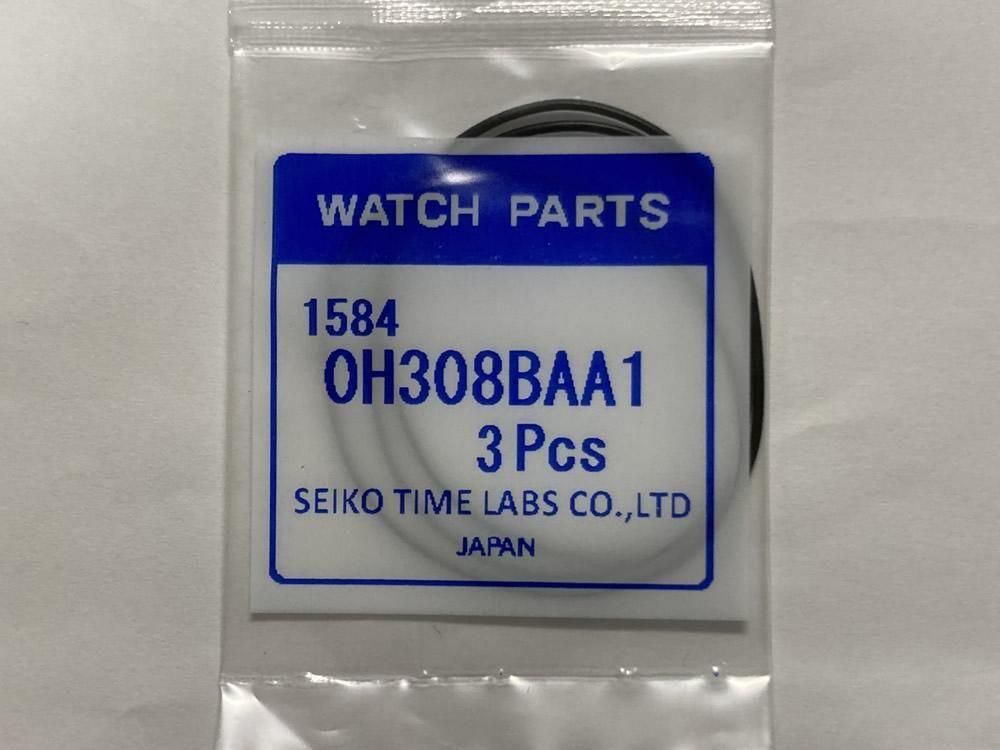 WATCH PARTS
1584
0H308BAA1
3 Pcs
SEIKO TIME LABS CO.,LTD
JAPAN